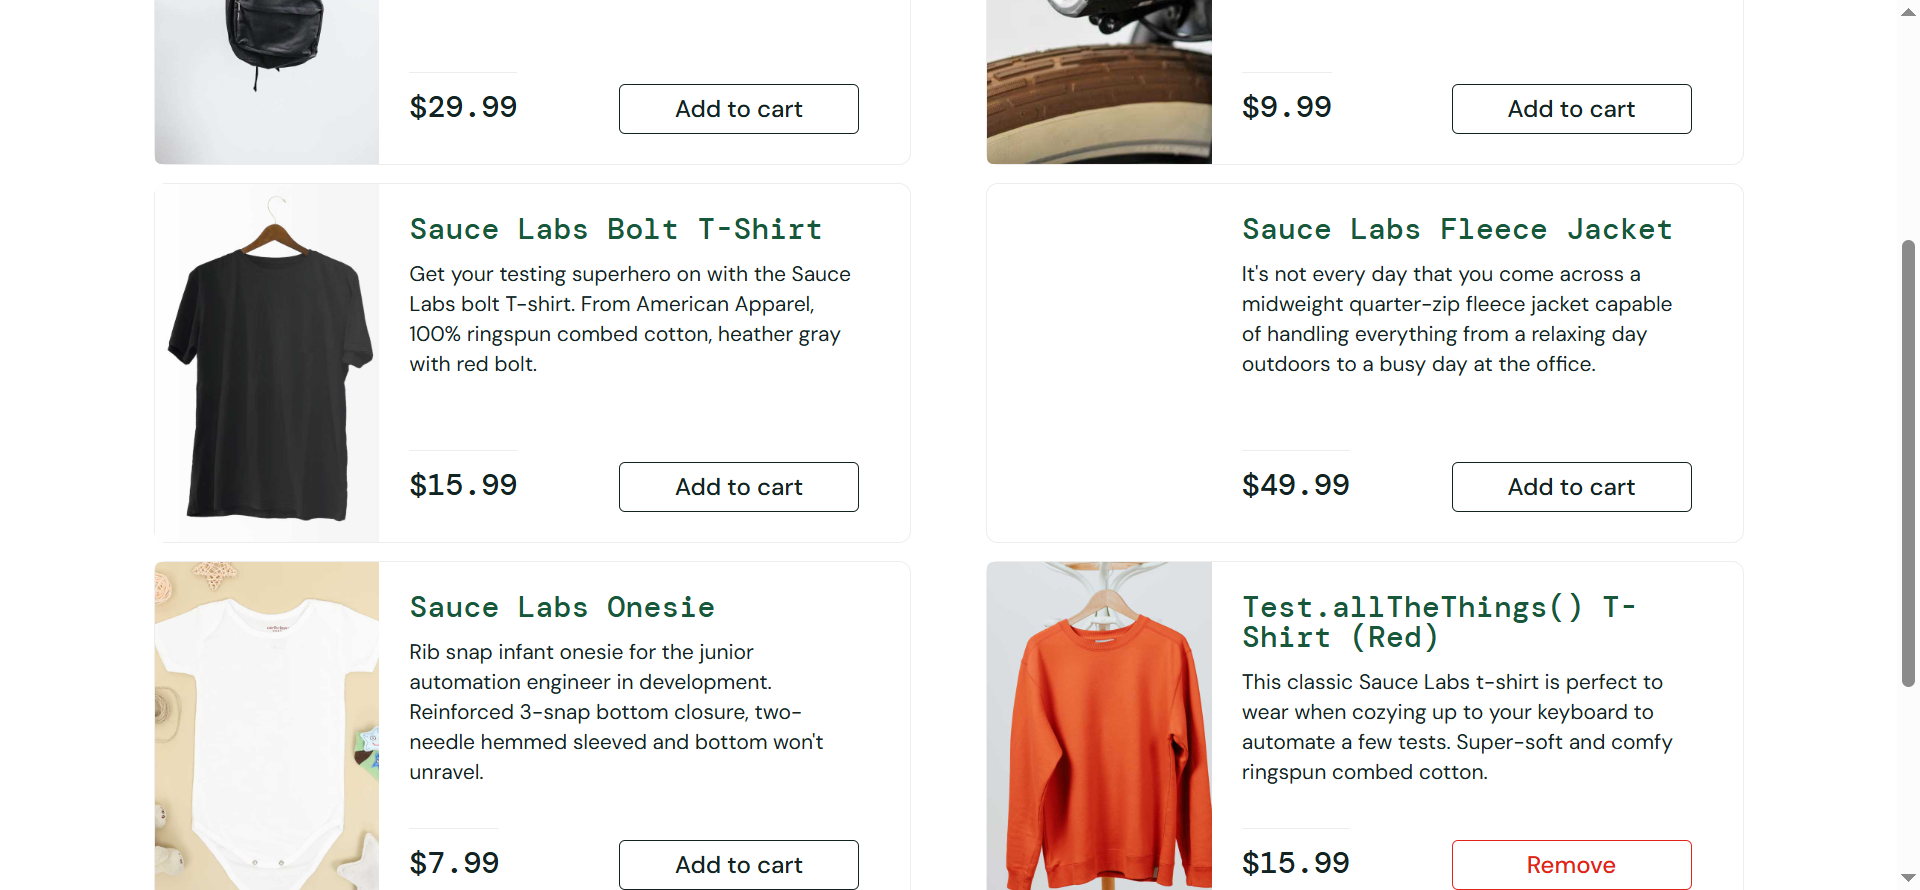 $29.99
Add to cart
$9.99
Add to cart
Sauce Labs Bolt T-Shirt
Get your testing superhero on with the Sauce
Labs bolt T-shirt. From American Apparel,
100% ringspun combed cotton, heather gray
with red bolt.
$15.99
Add to cart
Sauce Labs Fleece Jacket
It's not every day that you come across a
midweight quarter-zip fleece jacket capable
of handling everything from a relaxing day
outdoors to a busy day at the office.
$49.99
Add to cart
Sauce Labs Onesie
Rib snap infant onesie for the junior
automation engineer in development.
Reinforced 3-snap bottom closure, two-
needle hemmed sleeved and bottom won't
unravel.
$7.99
Add to cart
Test.allTheThings() T-
Shirt (Red)
This classic Sauce Labs t-shirt is perfect to
wear when cozying up to your keyboard to
automate a few tests. Super-soft and comfy
ringspun combed cotton.
$15.99
Remove